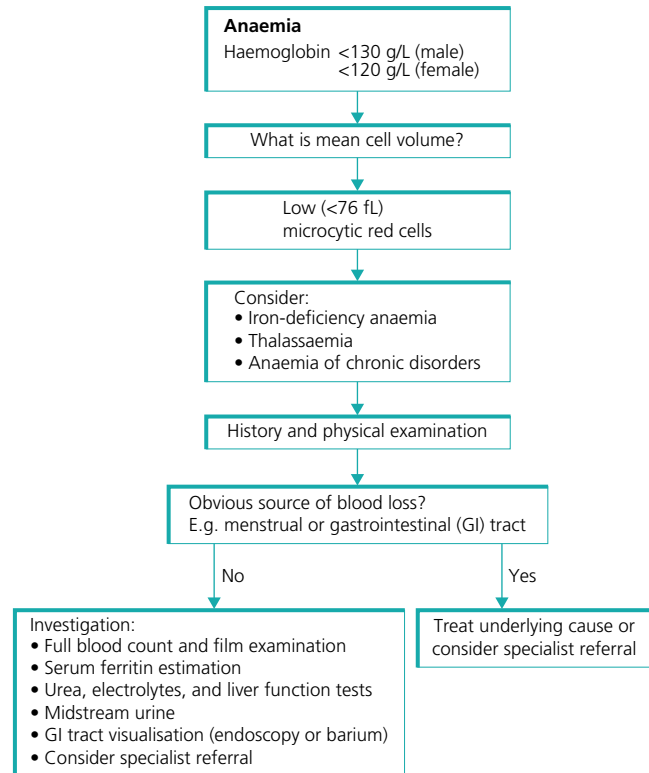 Anaemia
Haemoglobin <130 g/L (male)
<120 g/L (female)
What is mean cell volume?
Low (<76 fL)
microcytic red cells
Consider:
• Iron-deficiency anaemia
• Thalassaemia
• Anaemia of chronic disorders
History and physical examination
Obvious source of blood loss?
E.g. menstrual or gastrointestinal (GI) tract
No
Yes
Investigation:
• Full blood count and film examination
• Serum ferritin estimation
• Urea, electrolytes, and liver function tests
• Midstream urine
• GI tract visualisation (endoscopy or barium)
• Consider specialist referral
Treat underlying cause or
consider specialist referral